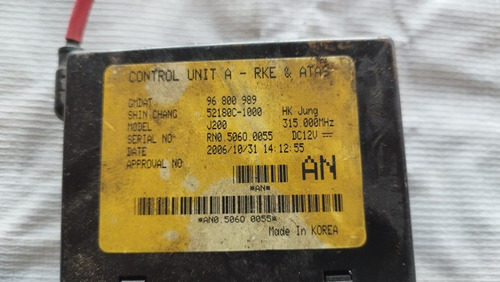 CONTROL UNIT A - RKE & ATAS
GMDAT 96 800 989
SHIN CHANG 52180C-1000 HK Jung
MODEL J200 315.000MHz
SERIAL NO RN0.5060.0055 DC12V
DATE 2006/10/31 14:12:55
APPROVAL NO
AN
*AN*
*AN0.5060.0055*
Made In KOREA